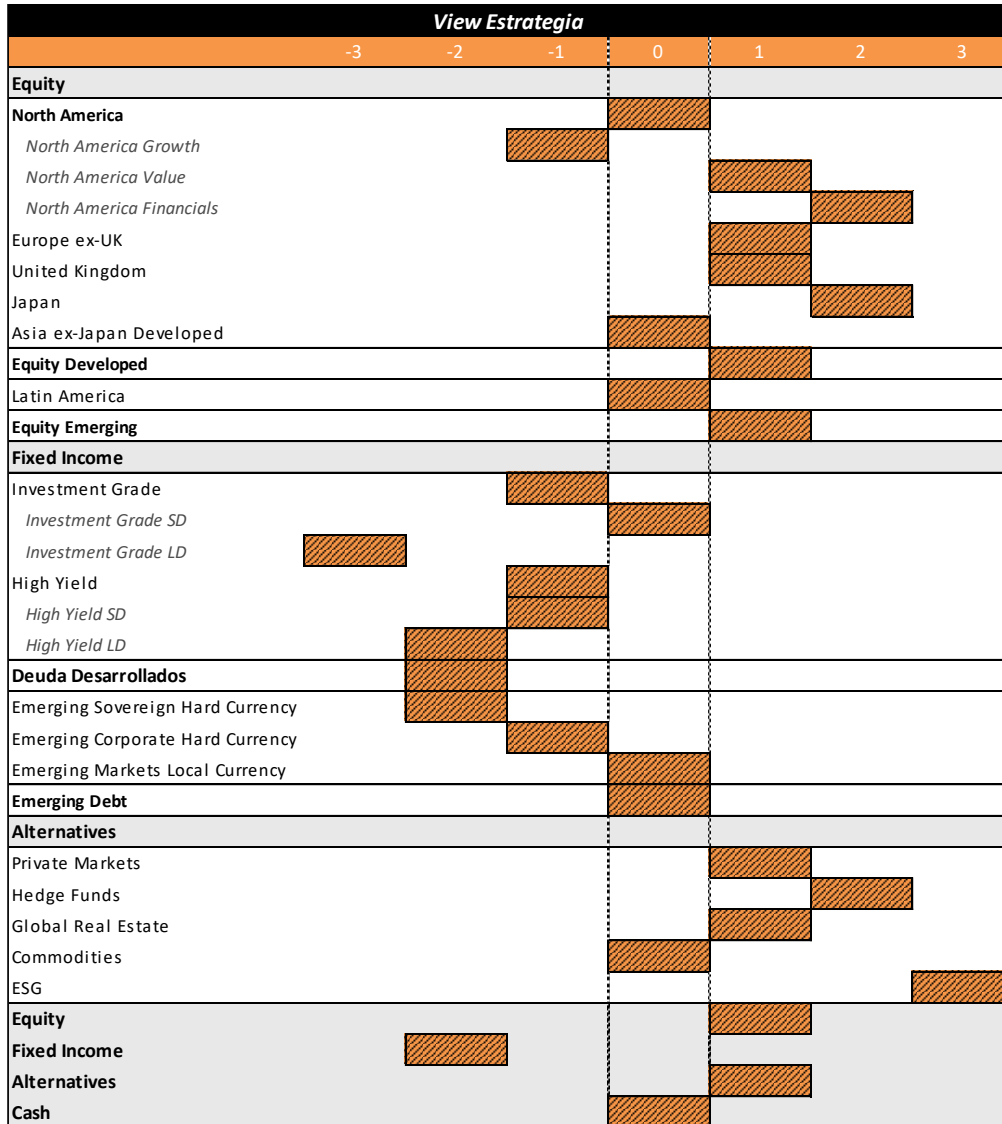 View Estrategia
-3 -2 -1 0 1 2 3
Equity
North America
North America Growth
North America Value
North America Financials
Europe ex-UK
United Kingdom
Japan
Asia ex-Japan Developed
Equity Developed
Latin America
Equity Emerging
Fixed Income
Investment Grade
Investment Grade SD
Investment Grade LD
High Yield
High Yield SD
High Yield LD
Deuda Desarrollados
Emerging Sovereign Hard Currency
Emerging Corporate Hard Currency
Emerging Markets Local Currency
Emerging Debt
Alternatives
Private Markets
Hedge Funds
Global Real Estate
Commodities
ESG
Equity
Fixed Income
Alternatives
Cash